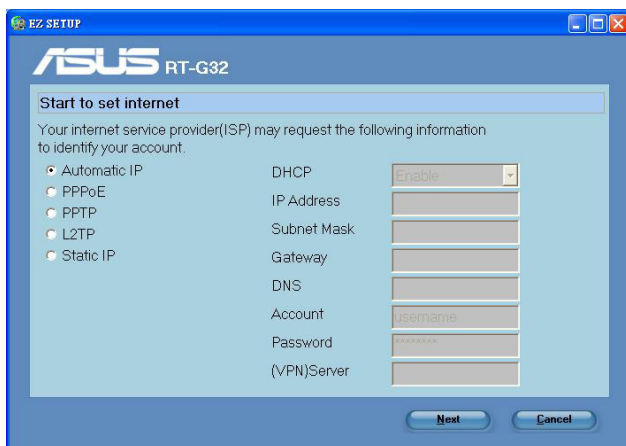 EZ SETUP
ASUS RT-G32
Start to set internet
Your internet service provider(ISP) may request the following information
to identify your account.
Automatic IP
PPPoE
PPTP
L2TP
Static IP
DHCP Enable
IP Address
Subnet Mask
Gateway
DNS
Account username
Password ********
(VPN)Server
Next Cancel